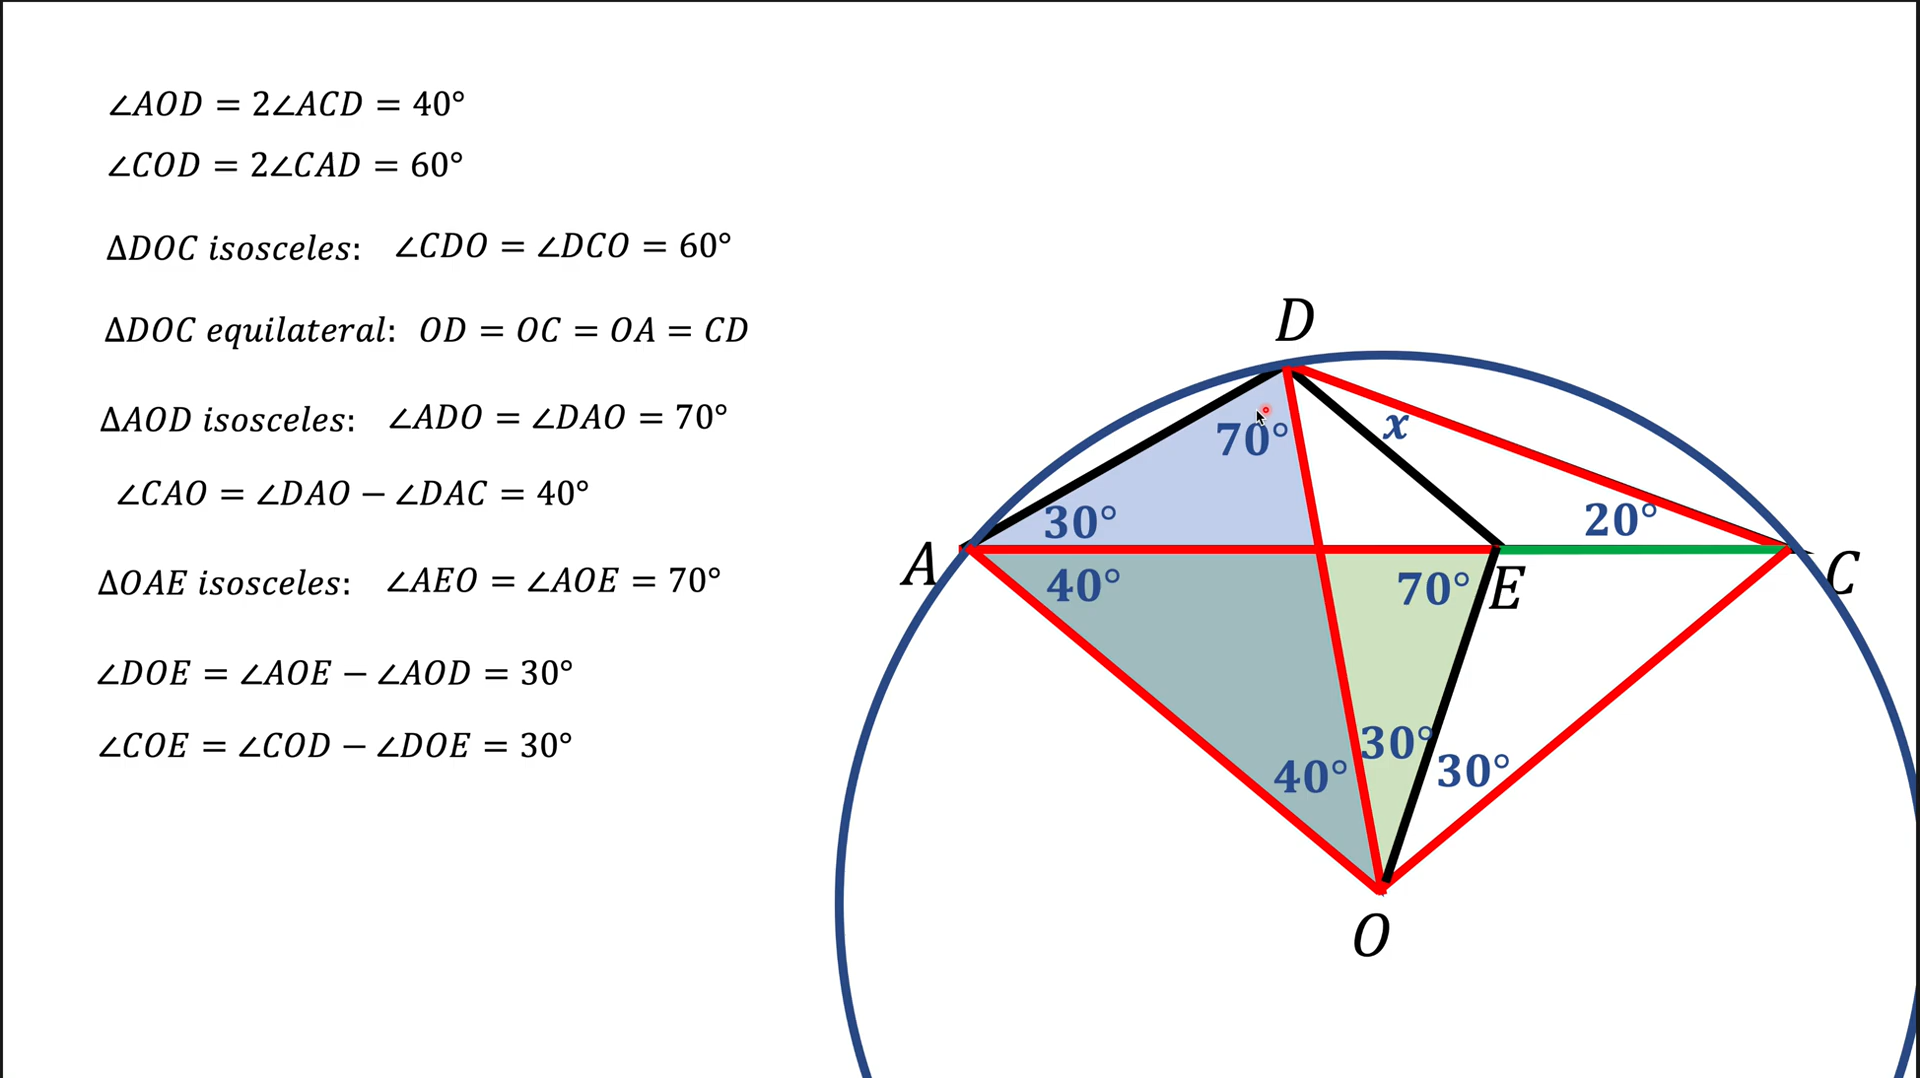 ∠AOD = 2∠ACD = 40°
∠COD = 2∠CAD = 60°
ΔDOC isosceles: ∠CDO = ∠DCO = 60°
ΔDOC equilateral: OD = OC = OA = CD
ΔAOD isosceles: ∠ADO = ∠DAO = 70°
∠CAO = ∠DAO − ∠DAC = 40°
ΔOAE isosceles: ∠AEO = ∠AOE = 70°
∠DOE = ∠AOE − ∠AOD = 30°
∠COE = ∠COD − ∠DOE = 30°
D
70°
x
30°
20°
A
40°
70°
E
C
40°
30°
30°
O